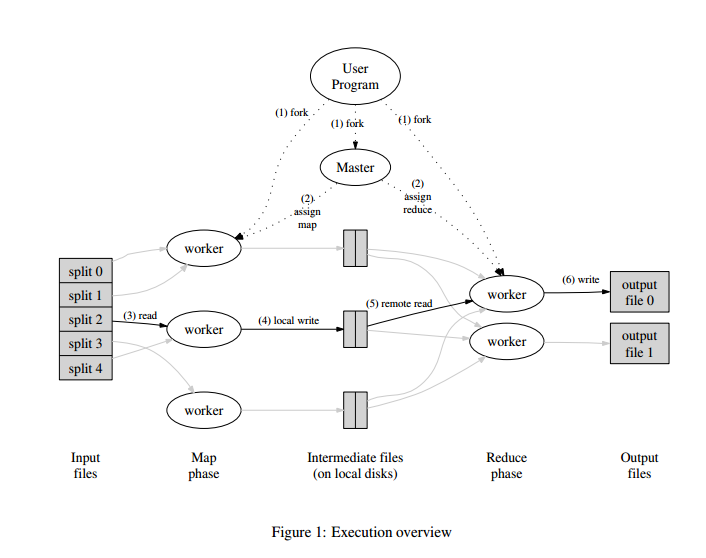 User
Program
(1) fork
(1) fork
(1) fork
Master
(2)
assign
map
(2)
assign
reduce
worker
split 0
split 1
split 2
split 3
split 4
(3) read
worker
(4) local write
(5) remote read
worker
(6) write
output
file 0
worker
output
file 1
worker
Input
files
Map
phase
Intermediate files
(on local disks)
Reduce
phase
Output
files
Figure 1: Execution overview